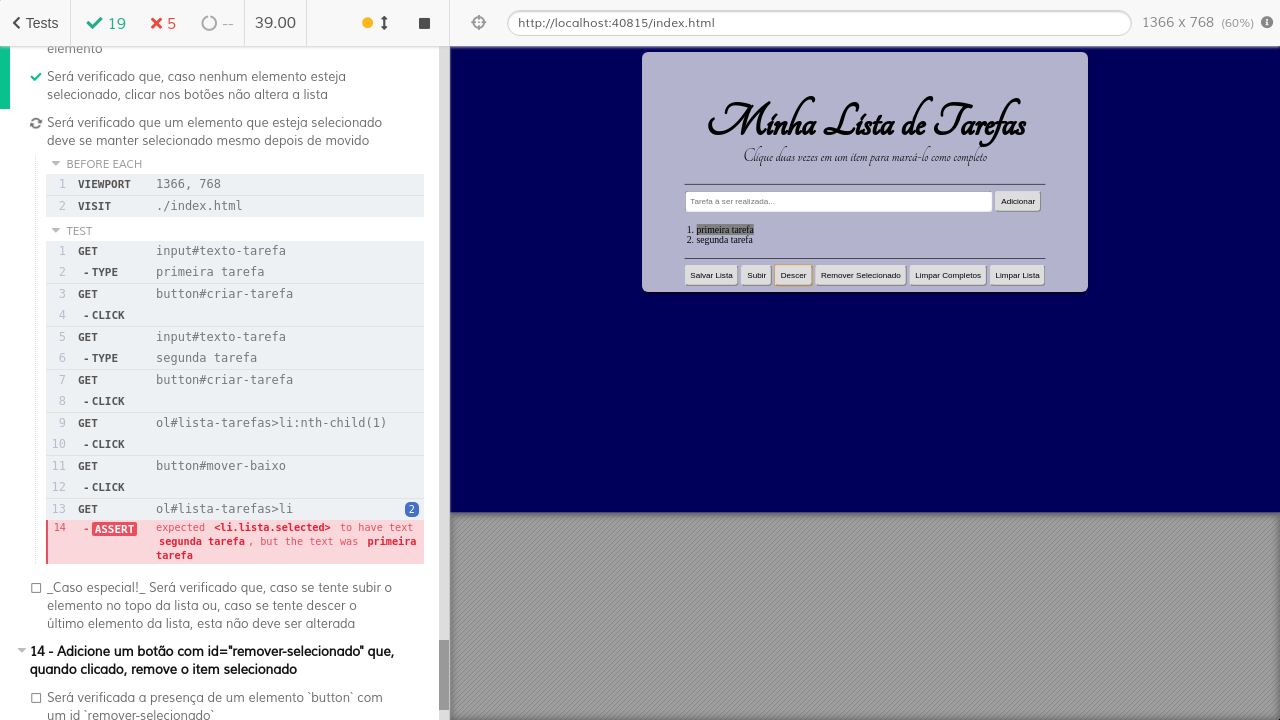 Tests 19 5 -- 39.00
elemento
Será verificado que, caso nenhum elemento esteja
selecionado, clicar nos botões não altera a lista
Será verificado que um elemento que esteja selecionado
deve se manter selecionado mesmo depois de movido
BEFORE EACH
1 VIEWPORT 1366, 768
2 VISIT ./index.html
TEST
1 GET input#texto-tarefa
2 -TYPE primeira tarefa
3 GET button#criar-tarefa
4 -CLICK
5 GET input#texto-tarefa
6 -TYPE segunda tarefa
7 GET button#criar-tarefa
8 -CLICK
9 GET ol#lista-tarefas>li:nth-child(1)
10 -CLICK
11 GET button#mover-baixo
12 -CLICK
13 GET ol#lista-tarefas>li 2
14 -ASSERT expected <li.lista.selected> to have text
segunda tarefa, but the text was primeira
tarefa
_Caso especial!_ Será verificado que, caso se tente subir o
elemento no topo da lista ou, caso se tente descer o
último elemento da lista, esta não deve ser alterada
14 - Adicione um botão com id="remover-selecionado" que,
quando clicado, remove o item selecionado
Será verificada a presença de um elemento `button` com
um id `remover-selecionado`
http://localhost:40815/index.html 1366 x 768 (60%)
Minha Lista de Tarefas
Clique duas vezes em um item para marcá-lo como completo
Tarefa à ser realizada... Adicionar
1. primeira tarefa
2. segunda tarefa
Salvar Lista Subir Descer Remover Selecionado Limpar Completos Limpar Lista